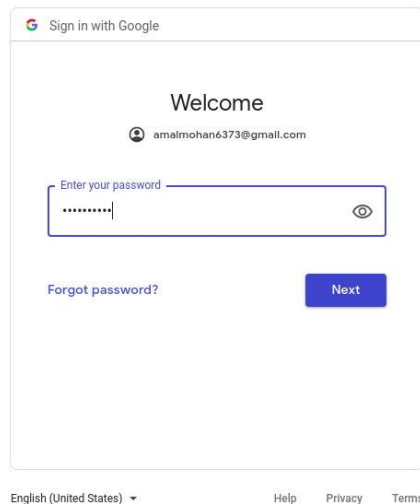 Sign in with Google
Welcome
amalmohan6373@gmail.com
Enter your password
••••••••••
Forgot password?
Next
English (United States)
Help Privacy Terms